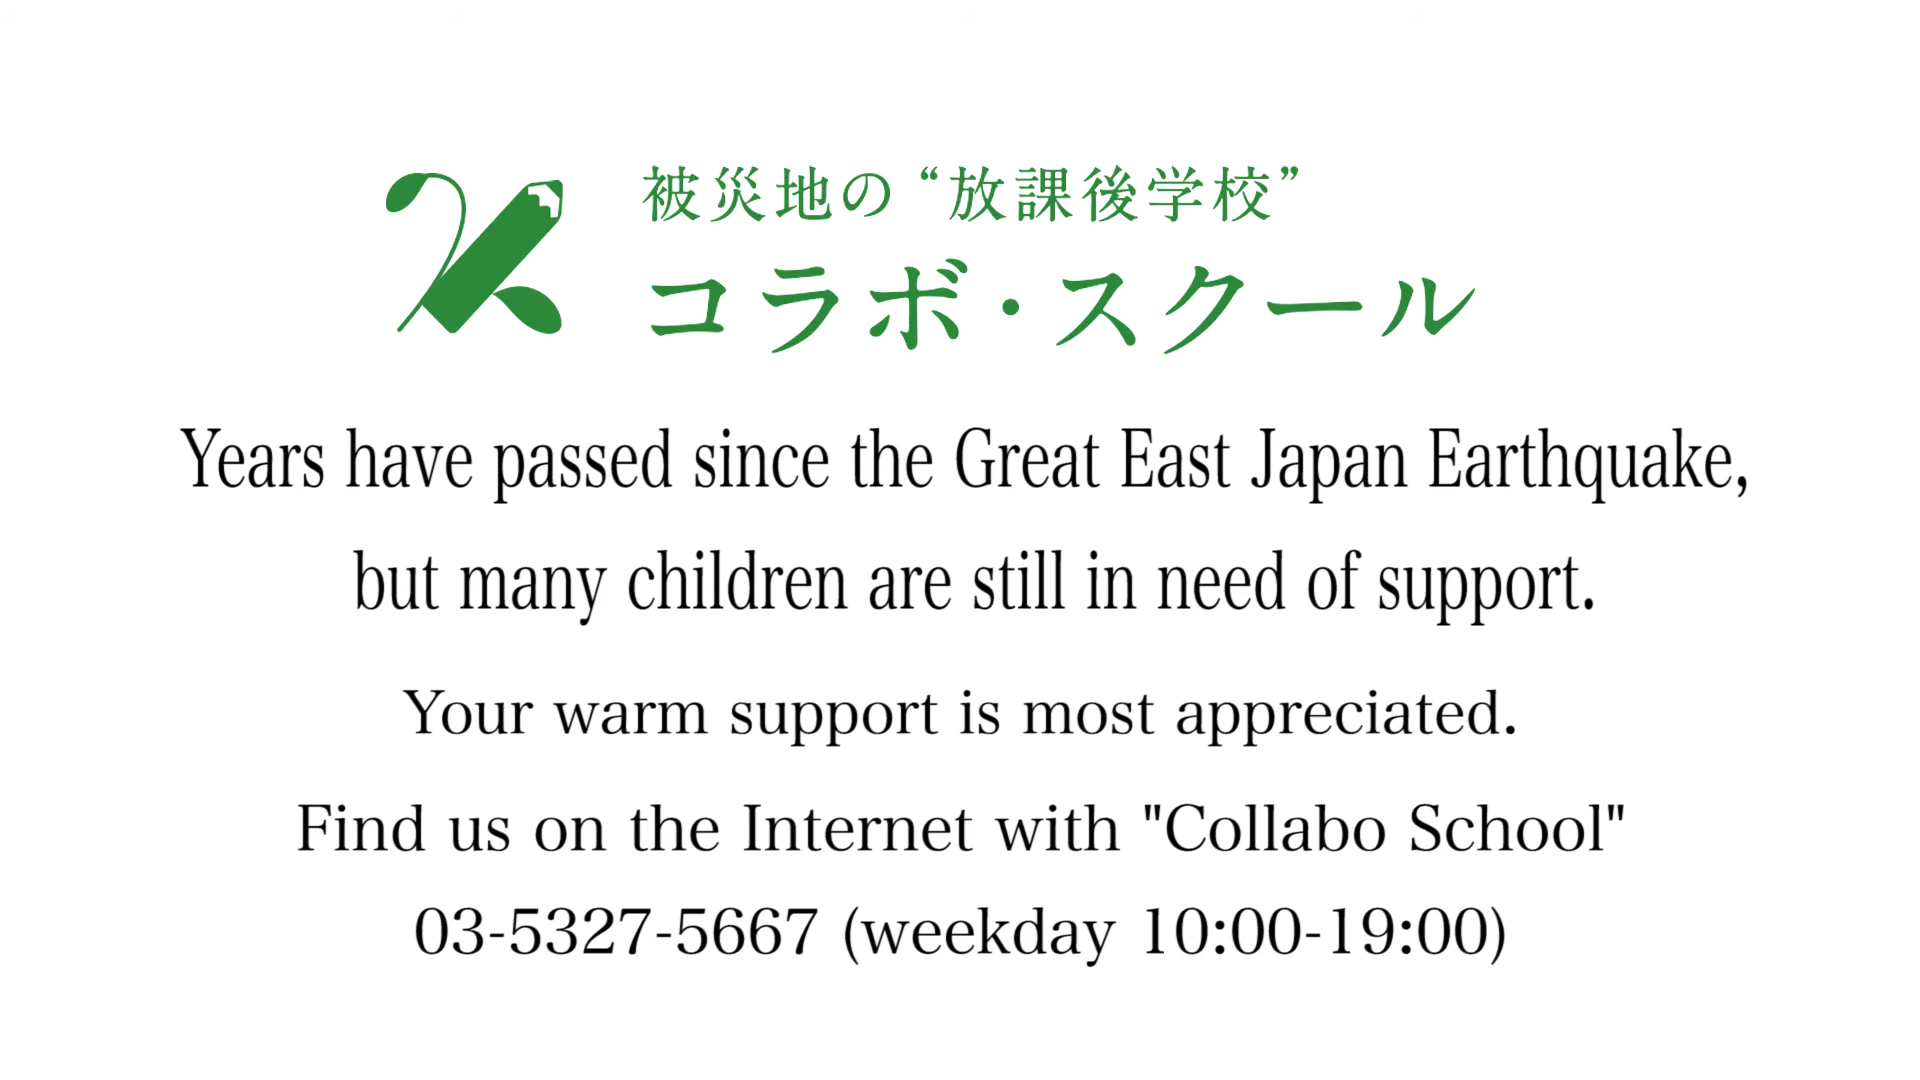 被災地の“放課後学校”
コラボ・スクール
Years have passed since the Great East Japan Earthquake,
but many children are still in need of support.
Your warm support is most appreciated.
Find us on the Internet with "Collabo School"
03-5327-5667 (weekday 10:00-19:00)